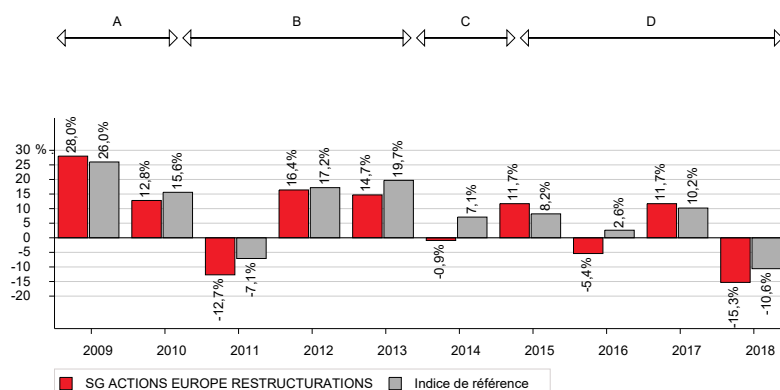 A B C D
28,0% 26,0% 12,8% 15,6% -12,7% -7,1% 16,4% 17,2% 14,7% 19,7% -0,9% 7,1% 11,7% 8,2% -5,4% 2,6% 11,7% 10,2% -15,3% -10,6%
30 %
25
20
15
10
5
0
-5
-10
-15
-20
2009 2010 2011 2012 2013 2014 2015 2016 2017 2018
SG ACTIONS EUROPE RESTRUCTURATIONS Indice de référence